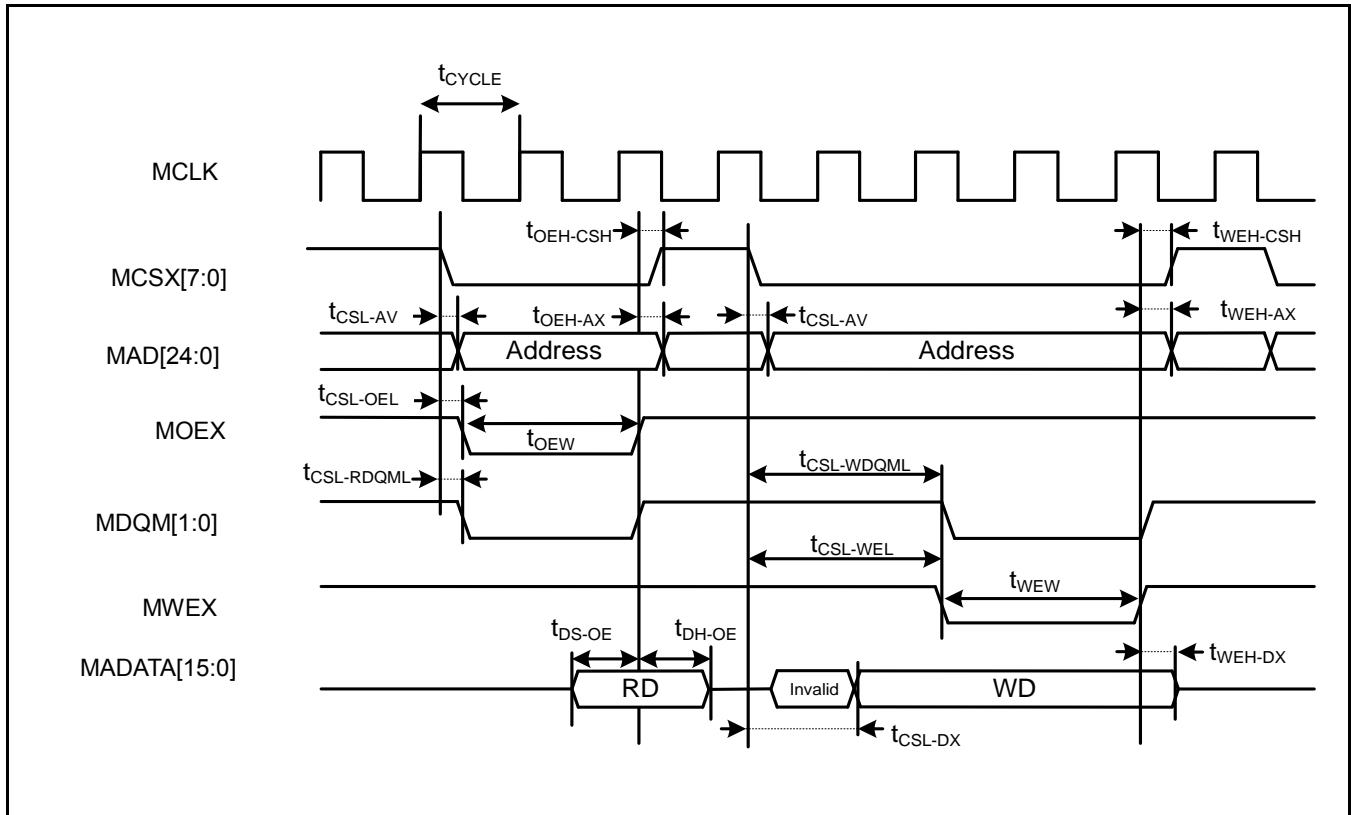 tCYCLE
MCLK
tOEH-CSH
tWEH-CSH
MCSX[7:0]
tCSL-AV
tOEH-AX
tCSL-AV
tWEH-AX
MAD[24:0]
Address
Address
tCSL-OEL
MOEX
tOEW
tCSL-WDQML
tCSL-RDQML
MDQM[1:0]
tCSL-WEL
tWEW
MWEX
tDS-OE
tDH-OE
tWEH-DX
MADATA[15:0]
RD
Invalid
WD
tCSL-DX